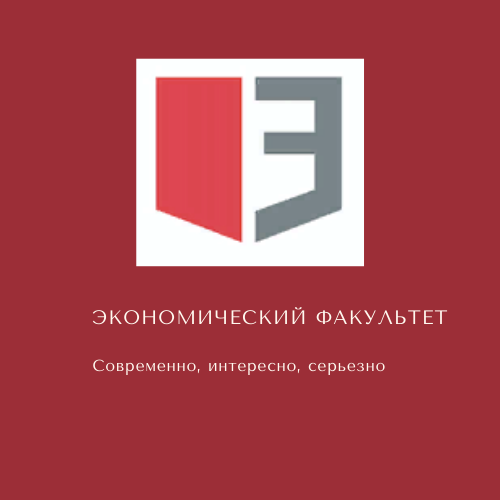 Э
ЭКОНОМИЧЕСКИЙ ФАКУЛЬТЕТ
Современно, интересно, серьезно